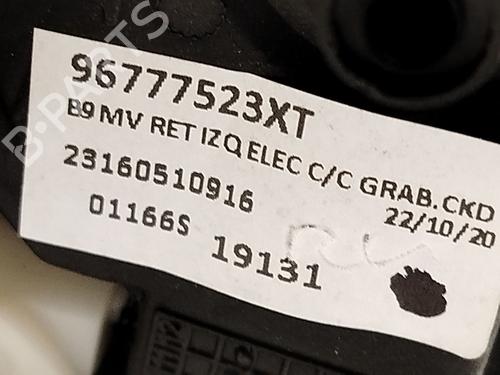 B-PARTS
96777523XT
B9 MV RET IZQ ELEC C/C GRAB.CKD
23160510916
22/10/20
01166S
19131